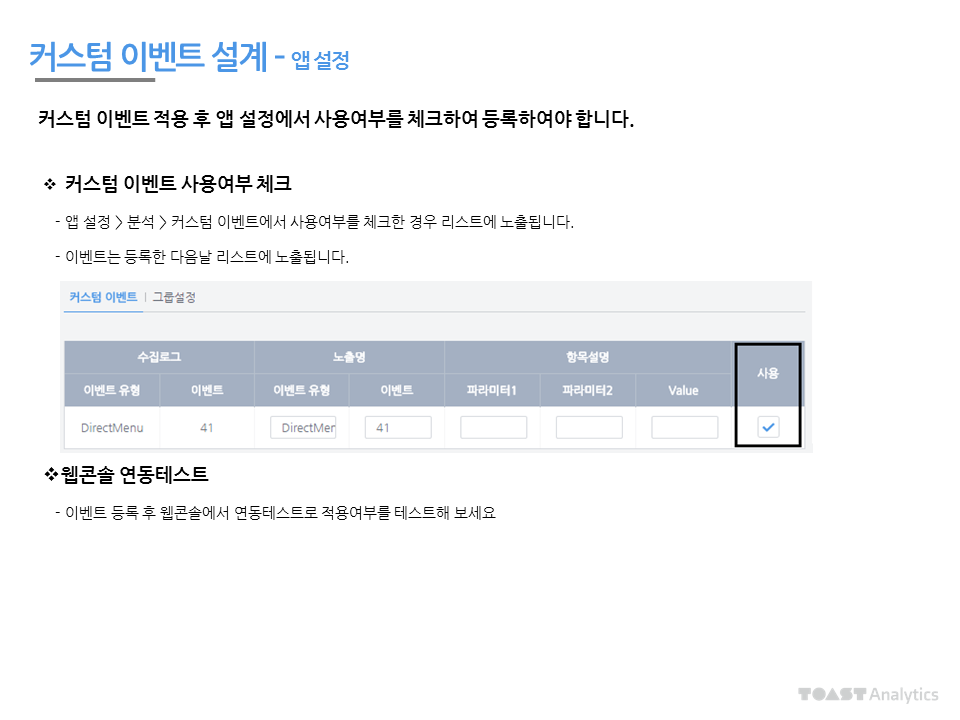 커스텀 이벤트 설계 - 앱 설정
커스텀 이벤트 적용 후 앱 설정에서 사용여부를 체크하여 등록하여야 합니다.
❖ 커스텀 이벤트 사용여부 체크
- 앱 설정 > 분석 > 커스텀 이벤트에서 사용여부를 체크한 경우 리스트에 노출됩니다.
- 이벤트는 등록한 다음날 리스트에 노출됩니다.
커스텀 이벤트 | 그룹설정
수집로그 노출명 항목설명 사용
이벤트 유형 이벤트 이벤트 유형 이벤트 파라미터1 파라미터2 Value
DirectMenu 41 DirectMer 41
❖웹콘솔 연동테스트
- 이벤트 등록 후 웹콘솔에서 연동테스트로 적용여부를 테스트해 보세요
TOAST Analytics